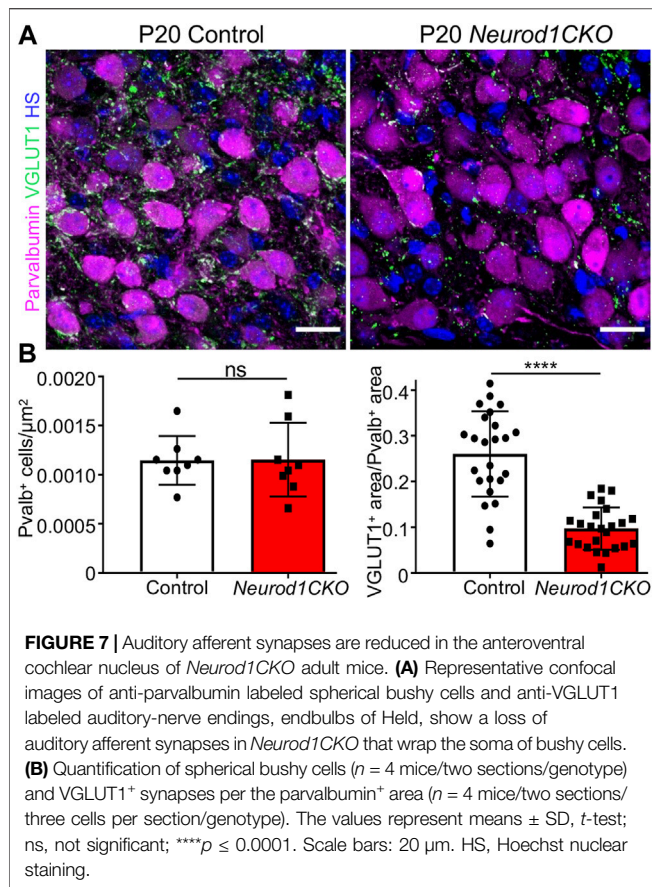 A
P20 Control
P20 Neurod1CKO
Parvalbumin VGLUT1 HS
B
Pvalb⁺ cells/µm²
0.0020
0.0015
0.0010
0.0005
0
ns
Control
Neurod1CKO
VGLUT1⁺ area/Pvalb⁺ area
0.4
0.3
0.2
0.1
0
****
Control
Neurod1CKO
FIGURE 7 | Auditory afferent synapses are reduced in the anteroventral
cochlear nucleus of Neurod1CKO adult mice. (A) Representative confocal
images of anti-parvalbumin labeled spherical bushy cells and anti-VGLUT1
labeled auditory-nerve endings, endbulbs of Held, show a loss of
auditory afferent synapses in Neurod1CKO that wrap the soma of bushy cells.
(B) Quantification of spherical bushy cells (n = 4 mice/two sections/genotype)
and VGLUT1⁺ synapses per the parvalbumin⁺ area (n = 4 mice/two sections/
three cells per section/genotype). The values represent means ± SD, t-test;
ns, not significant; ****p ≤ 0.0001. Scale bars: 20 µm. HS, Hoechst nuclear
staining.